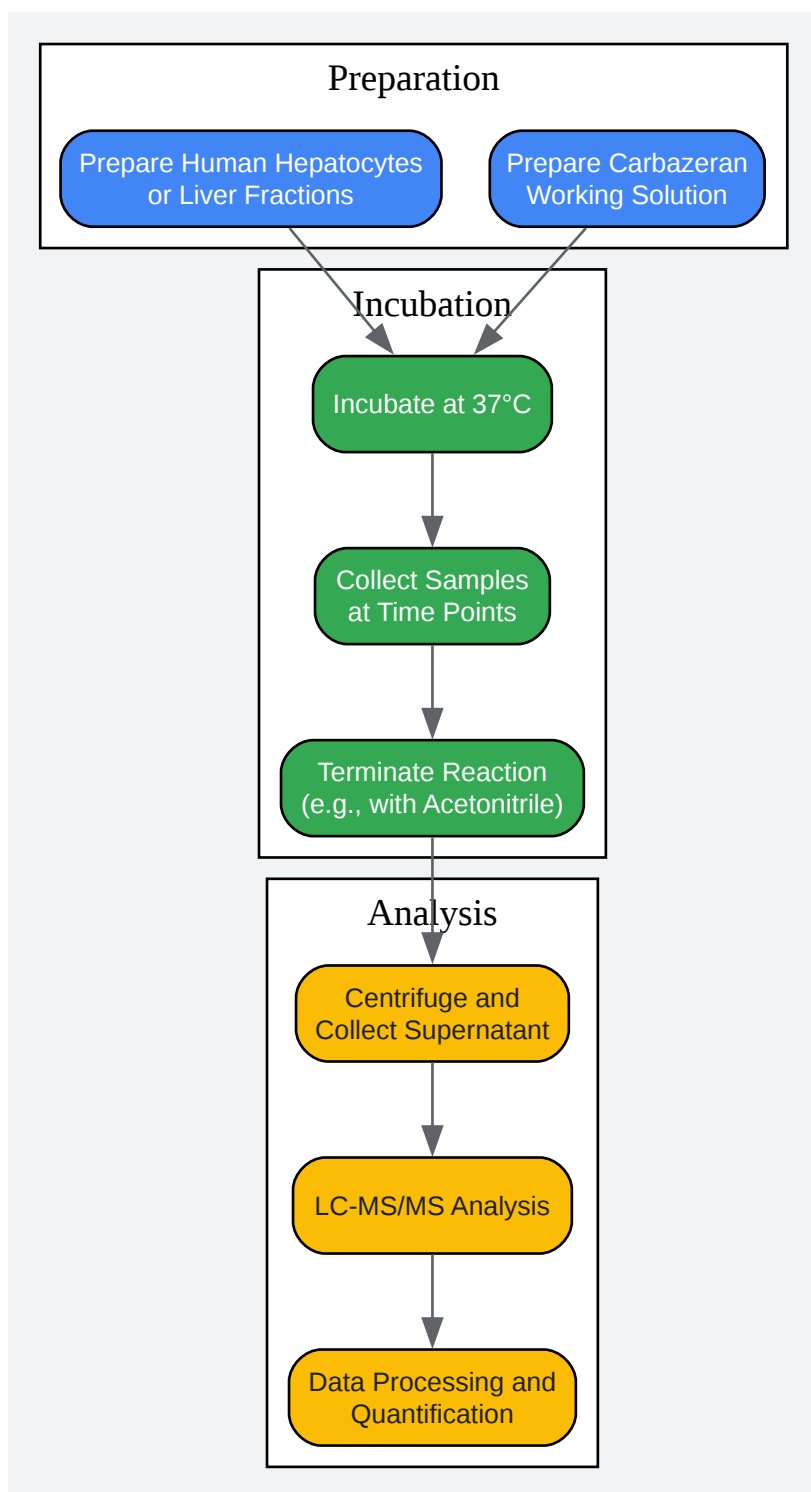 Preparation
Prepare Human Hepatocytes
or Liver Fractions
Prepare Carbazeran
Working Solution
Incubation
Incubate at 37°C
Collect Samples
at Time Points
Terminate Reaction
(e.g., with Acetonitrile)
Analysis
Centrifuge and
Collect Supernatant
LC-MS/MS Analysis
Data Processing and
Quantification